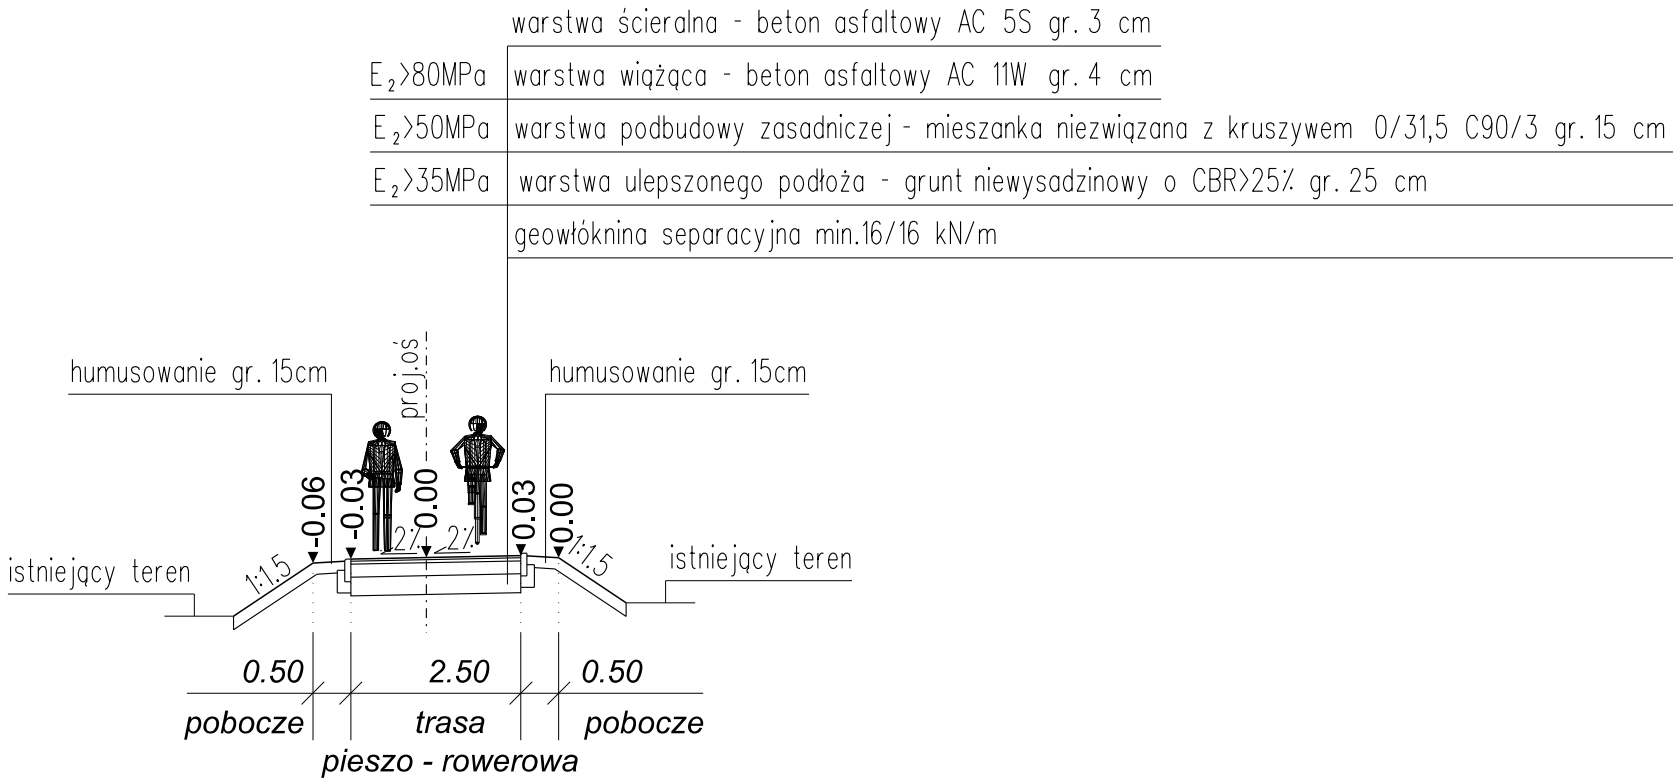 warstwa ścieralna - beton asfaltowy AC 5S gr. 3 cm
E₂>80MPa warstwa wiążąca - beton asfaltowy AC 11W gr. 4 cm
E₂>50MPa warstwa podbudowy zasadniczej - mieszanka niezwiązana z kruszywem 0/31,5 C90/3 gr. 15 cm
E₂>35MPa warstwa ulepszonego podłoża - grunt niewysadzinowy o CBR>25% gr. 25 cm
geowłóknina separacyjna min.16/16 kN/m
humusowanie gr. 15cm
proj.oś
humusowanie gr. 15cm
-0.06
-0.03
0.00
0.03
0.00
2%
2%
istniejący teren
1:1.5
1:1.5
istniejący teren
0.50 2.50 0.50
pobocze trasa pobocze
pieszo - rowerowa